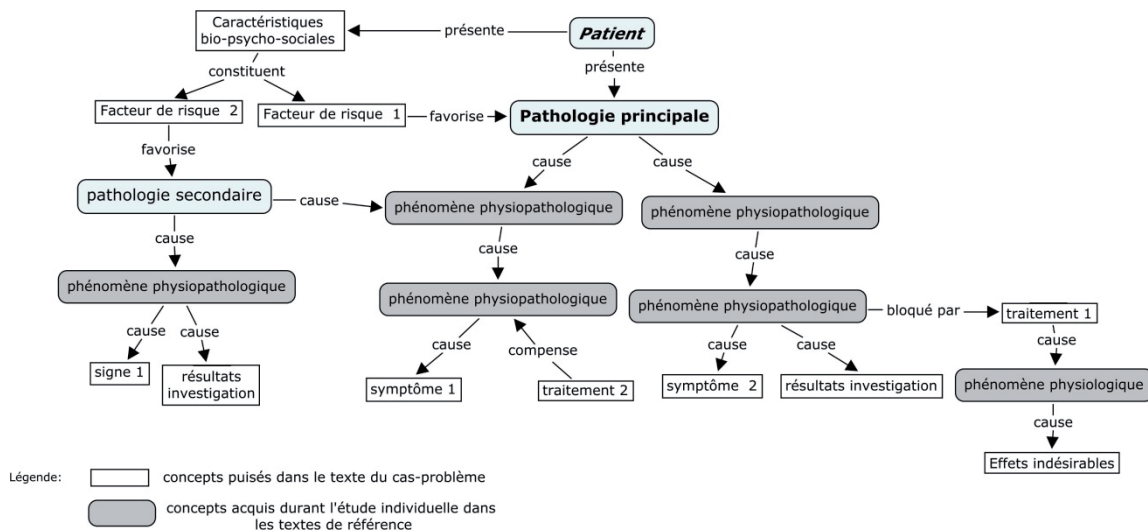 Caractéristiques
bio-psycho-sociales
présente
Patient
constituent
présente
Facteur de risque 2
Facteur de risque 1
favorise
Pathologie principale
favorise
cause
cause
pathologie secondaire
cause
phénomène physiopathologique
phénomène physiopathologique
cause
cause
cause
phénomène physiopathologique
phénomène physiopathologique
phénomène physiopathologique
bloqué par
traitement 1
cause
cause
cause
compense
cause
cause
cause
signe 1
résultats
investigation
symptôme 1
traitement 2
symptôme 2
résultats investigation
phénomène physiologique
cause
Effets indésirables
Légende:
concepts puisés dans le texte du cas-problème
concepts acquis durant l'étude individuelle dans
les textes de référence